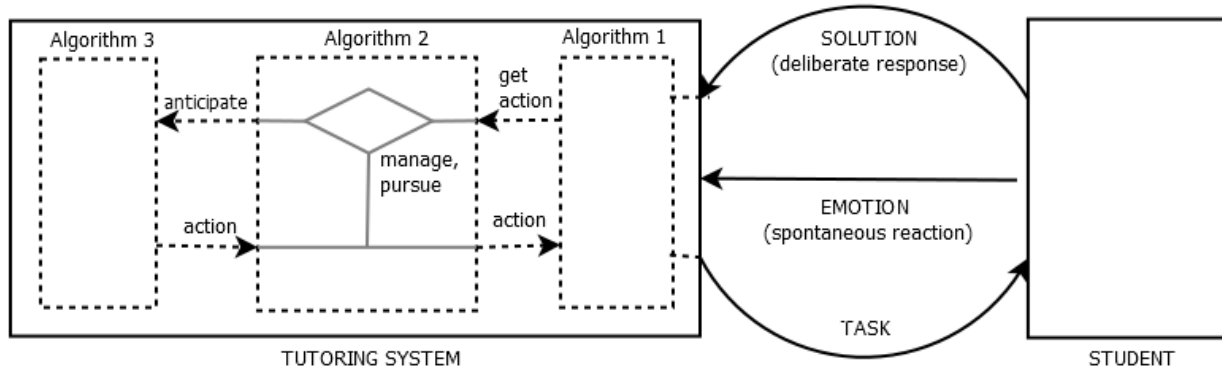 Algorithm 3
Algorithm 2
Algorithm 1
SOLUTION
(deliberate response)
get
action
anticipate
manage,
pursue
EMOTION
(spontaneous reaction)
action
action
TASK
TUTORING SYSTEM
STUDENT